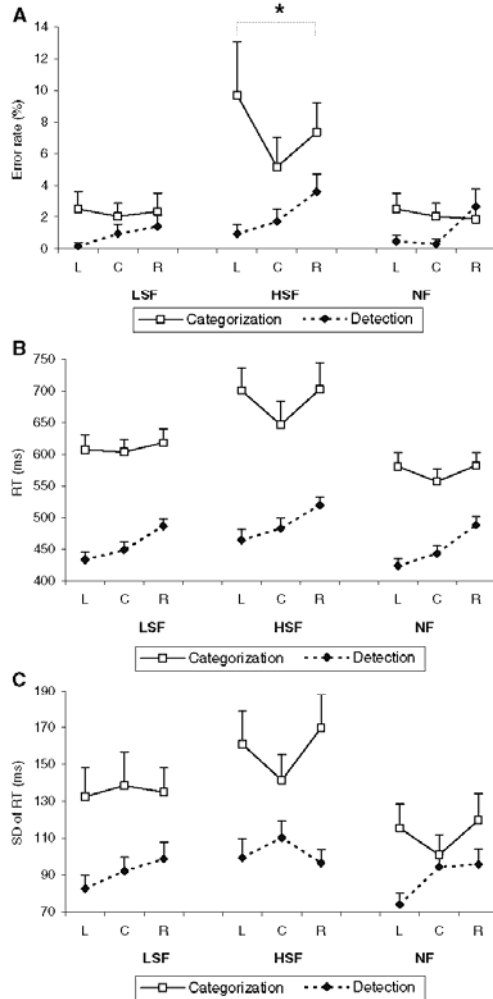 A
*
14
12
10
8
6
4
2
0
Error rate (%)
L C R L C R L C R
LSF HSF NF
Categorization Detection
B
750
700
650
600
550
500
450
400
RT (ms)
L C R L C R L C R
LSF HSF NF
Categorization Detection
C
190
170
150
130
110
90
70
SD of RT (ms)
L C R L C R L C R
LSF HSF NF
Categorization Detection